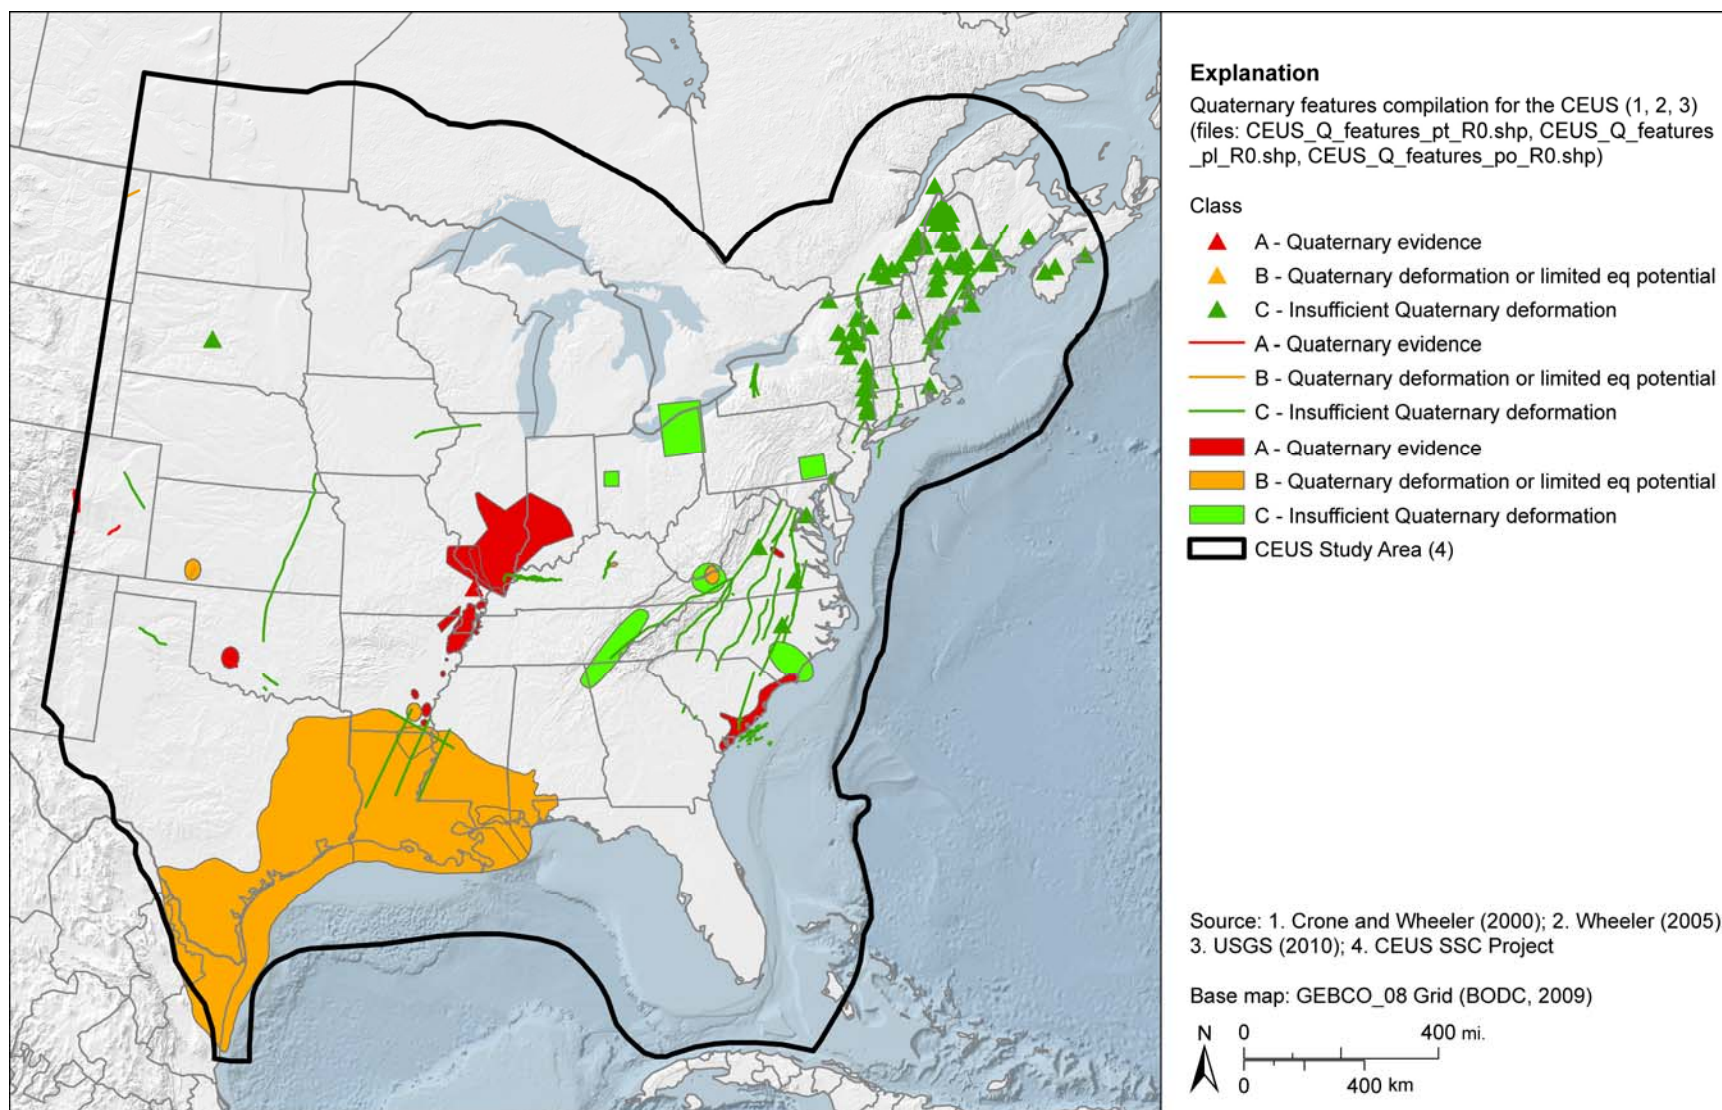 Explanation
Quaternary features compilation for the CEUS (1, 2, 3)
(files: CEUS_Q_features_pt_R0.shp, CEUS_Q_features
_pl_R0.shp, CEUS_Q_features_po_R0.shp)
Class
A - Quaternary evidence
B - Quaternary deformation or limited eq potential
C - Insufficient Quaternary deformation
A - Quaternary evidence
B - Quaternary deformation or limited eq potential
C - Insufficient Quaternary deformation
A - Quaternary evidence
B - Quaternary deformation or limited eq potential
C - Insufficient Quaternary deformation
CEUS Study Area (4)
Source: 1. Crone and Wheeler (2000); 2. Wheeler (2005)
3. USGS (2010); 4. CEUS SSC Project
Base map: GEBCO_08 Grid (BODC, 2009)
N 0 400 mi.
0 400 km